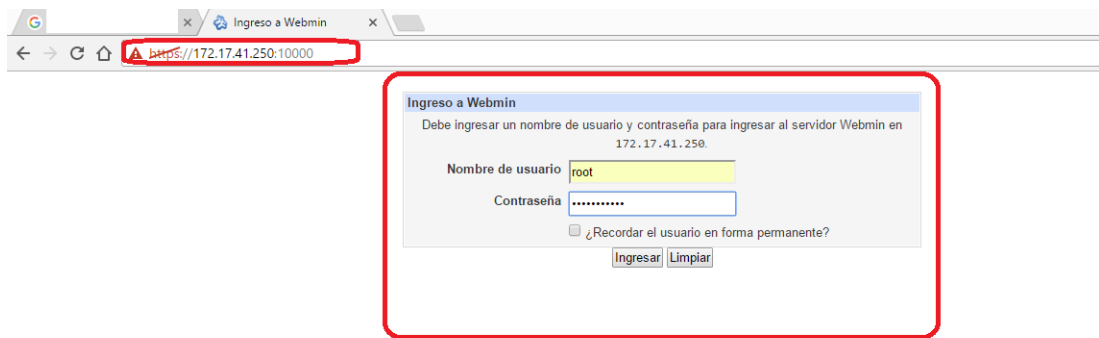 Ingreso a Webmin
https://172.17.41.250:10000
Ingreso a Webmin
Debe ingresar un nombre de usuario y contraseña para ingresar al servidor Webmin en
172.17.41.250.
Nombre de usuario root
Contraseña •••••••••••
¿Recordar el usuario en forma permanente?
Ingresar Limpiar